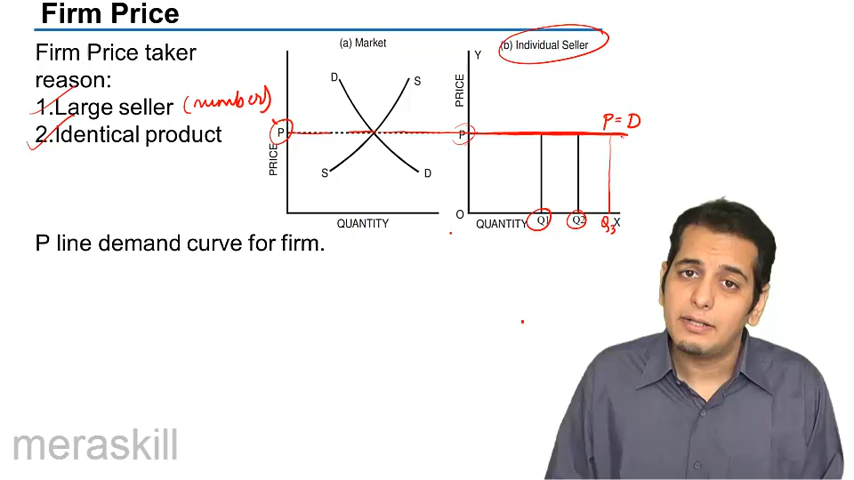 Firm Price
Firm Price taker
reason:
1.Large seller (number)
2.Identical product
P line demand curve for firm.
(a) Market
D
S
P
PRICE
S
D
QUANTITY
(b) Individual Seller
Y
PRICE
P
P = D
O
QUANTITY
Q1
Q2
Q3
X
meraskill